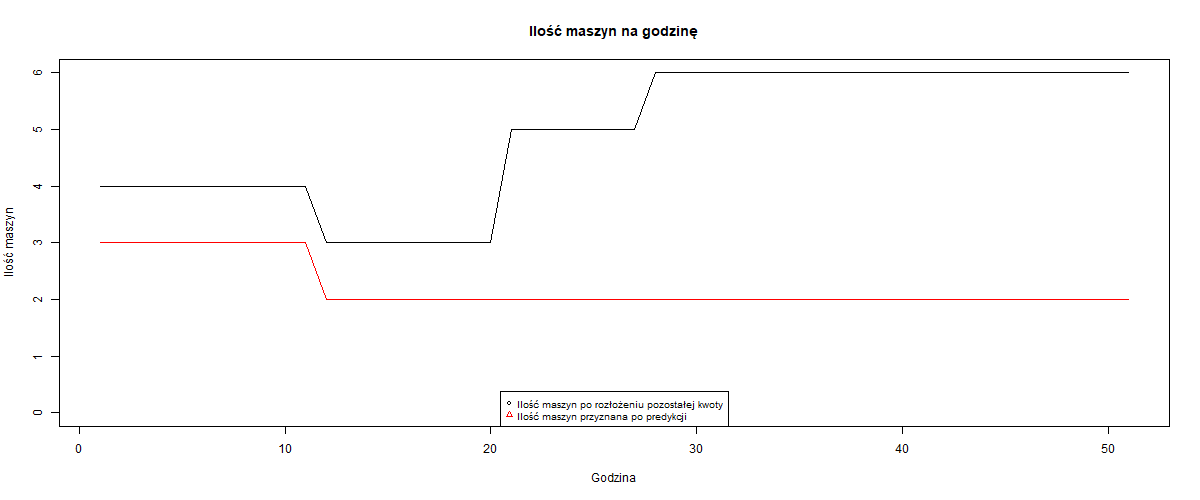 Ilość maszyn na godzinę
Ilość maszyn
6
5
4
3
2
1
0
Ilość maszyn po rozłożeniu pozostałej kwoty
Ilość maszyn przyznana po predykcji
0 10 20 30 40 50
Godzina